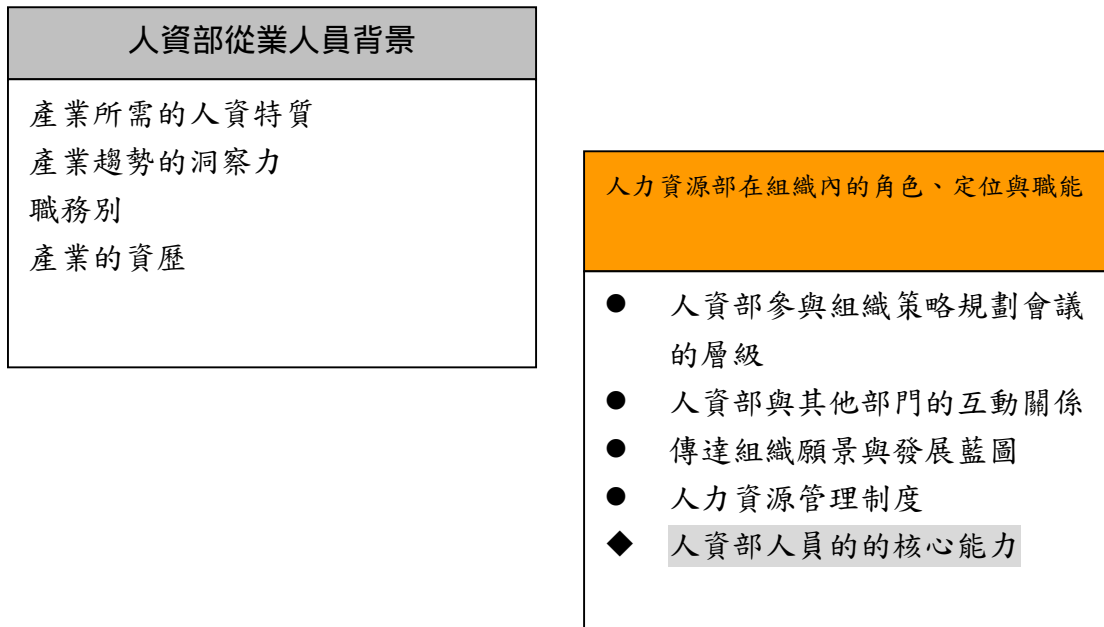 人資部從業人員背景
產業所需的人資特質
產業趨勢的洞察力
職務別
產業的資歷
人力資源部在組織內的角色、定位與職能
● 人資部參與組織策略規劃會議
的層級
● 人資部與其他部門的互動關係
● 傳達組織願景與發展藍圖
● 人力資源管理制度
◆ 人資部人員的的核心能力